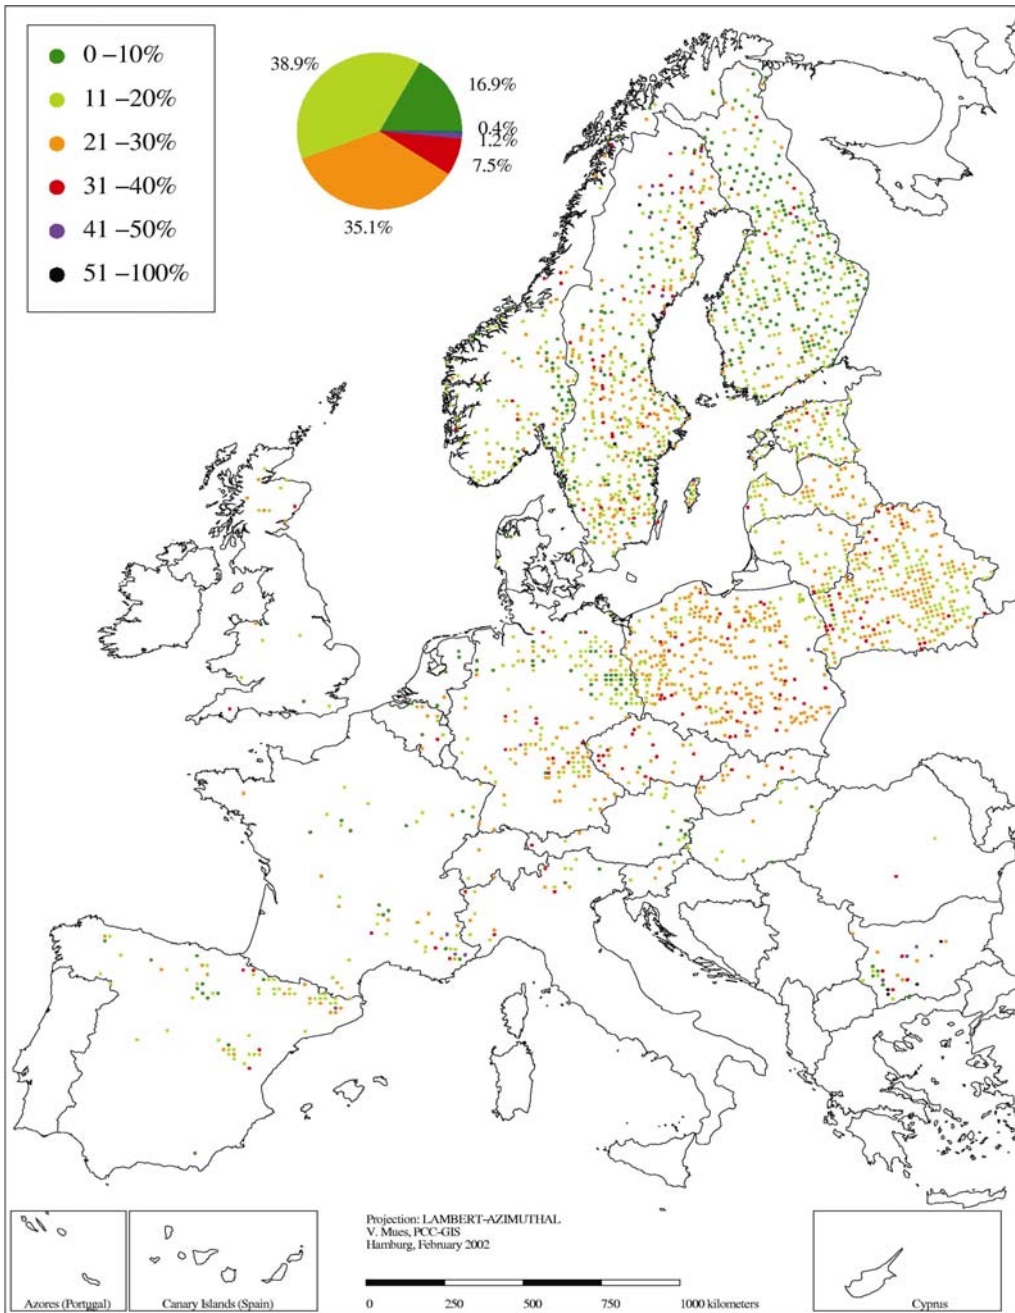 0 –10%
11 –20%
21 –30%
31 –40%
41 –50%
51 –100%
38.9%
16.9%
0.4%
1.2%
7.5%
35.1%
Projection: LAMBERT–AZIMUTHAL
V. Mues, PCC-GIS
Hamburg, February 2002
0 250 500 750 1000 kilometers
Azores (Portugal)
Canary Islands (Spain)
Cyprus